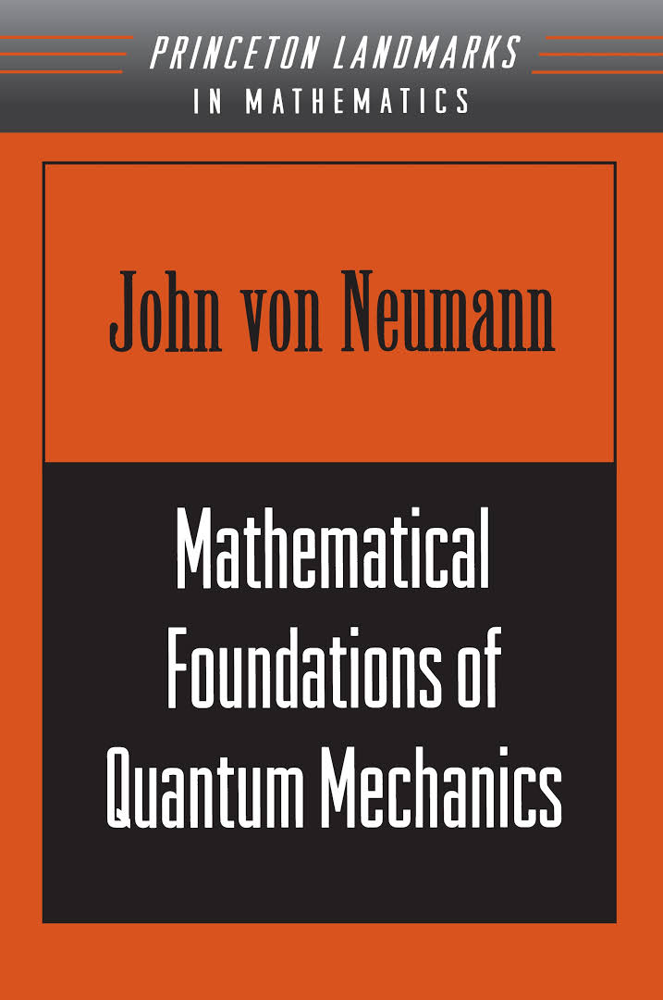 PRINCETON LANDMARKS
IN MATHEMATICS
John von Neumann
Mathematical
Foundations of
Quantum Mechanics